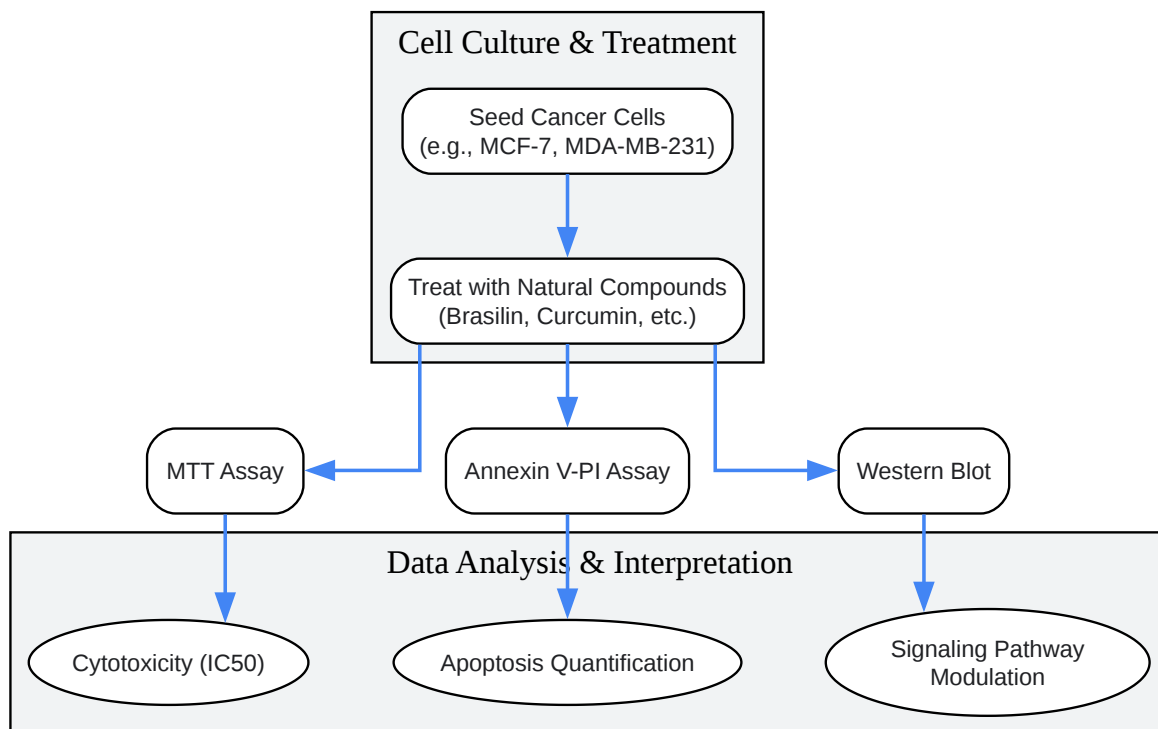 Cell Culture & Treatment
Seed Cancer Cells
(e.g., MCF-7, MDA-MB-231)
Treat with Natural Compounds
(Brasilin, Curcumin, etc.)
MTT Assay
Annexin V-PI Assay
Western Blot
Data Analysis & Interpretation
Cytotoxicity (IC50)
Apoptosis Quantification
Signaling Pathway
Modulation